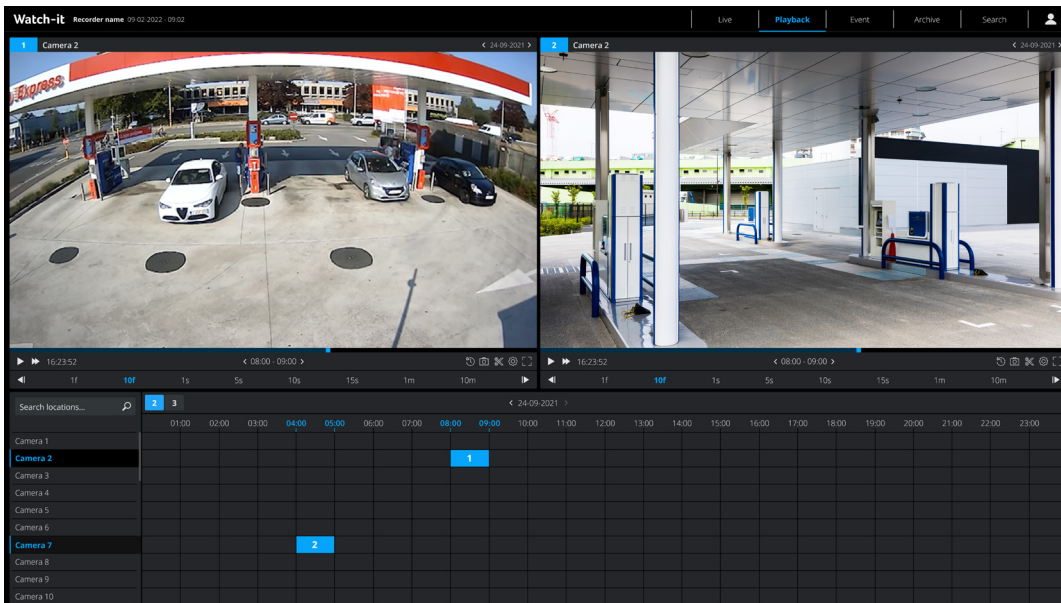 Watch-it Recorder name 09-02-2022 - 09:02
Live Playback Event Archive Search
1 Camera 2 < 24-09-2021 >
2 Camera 2 < 24-09-2021 >
Express
16:23:52 < 08:00 - 09:00 >
16:23:52 < 08:00 - 09:00 >
1f 10f 1s 5s 10s 15s 1m 10m
1f 10f 1s 5s 10s 15s 1m 10m
Search locations...
2 3 < 24-09-2021 >
01:00 02:00 03:00 04:00 05:00 06:00 07:00 08:00 09:00 10:00 11:00 12:00 13:00 14:00 15:00 16:00 17:00 18:00 19:00 20:00 21:00 22:00 23:00
Camera 1
Camera 2 1
Camera 3
Camera 4
Camera 5
Camera 6
Camera 7 2
Camera 8
Camera 9
Camera 10